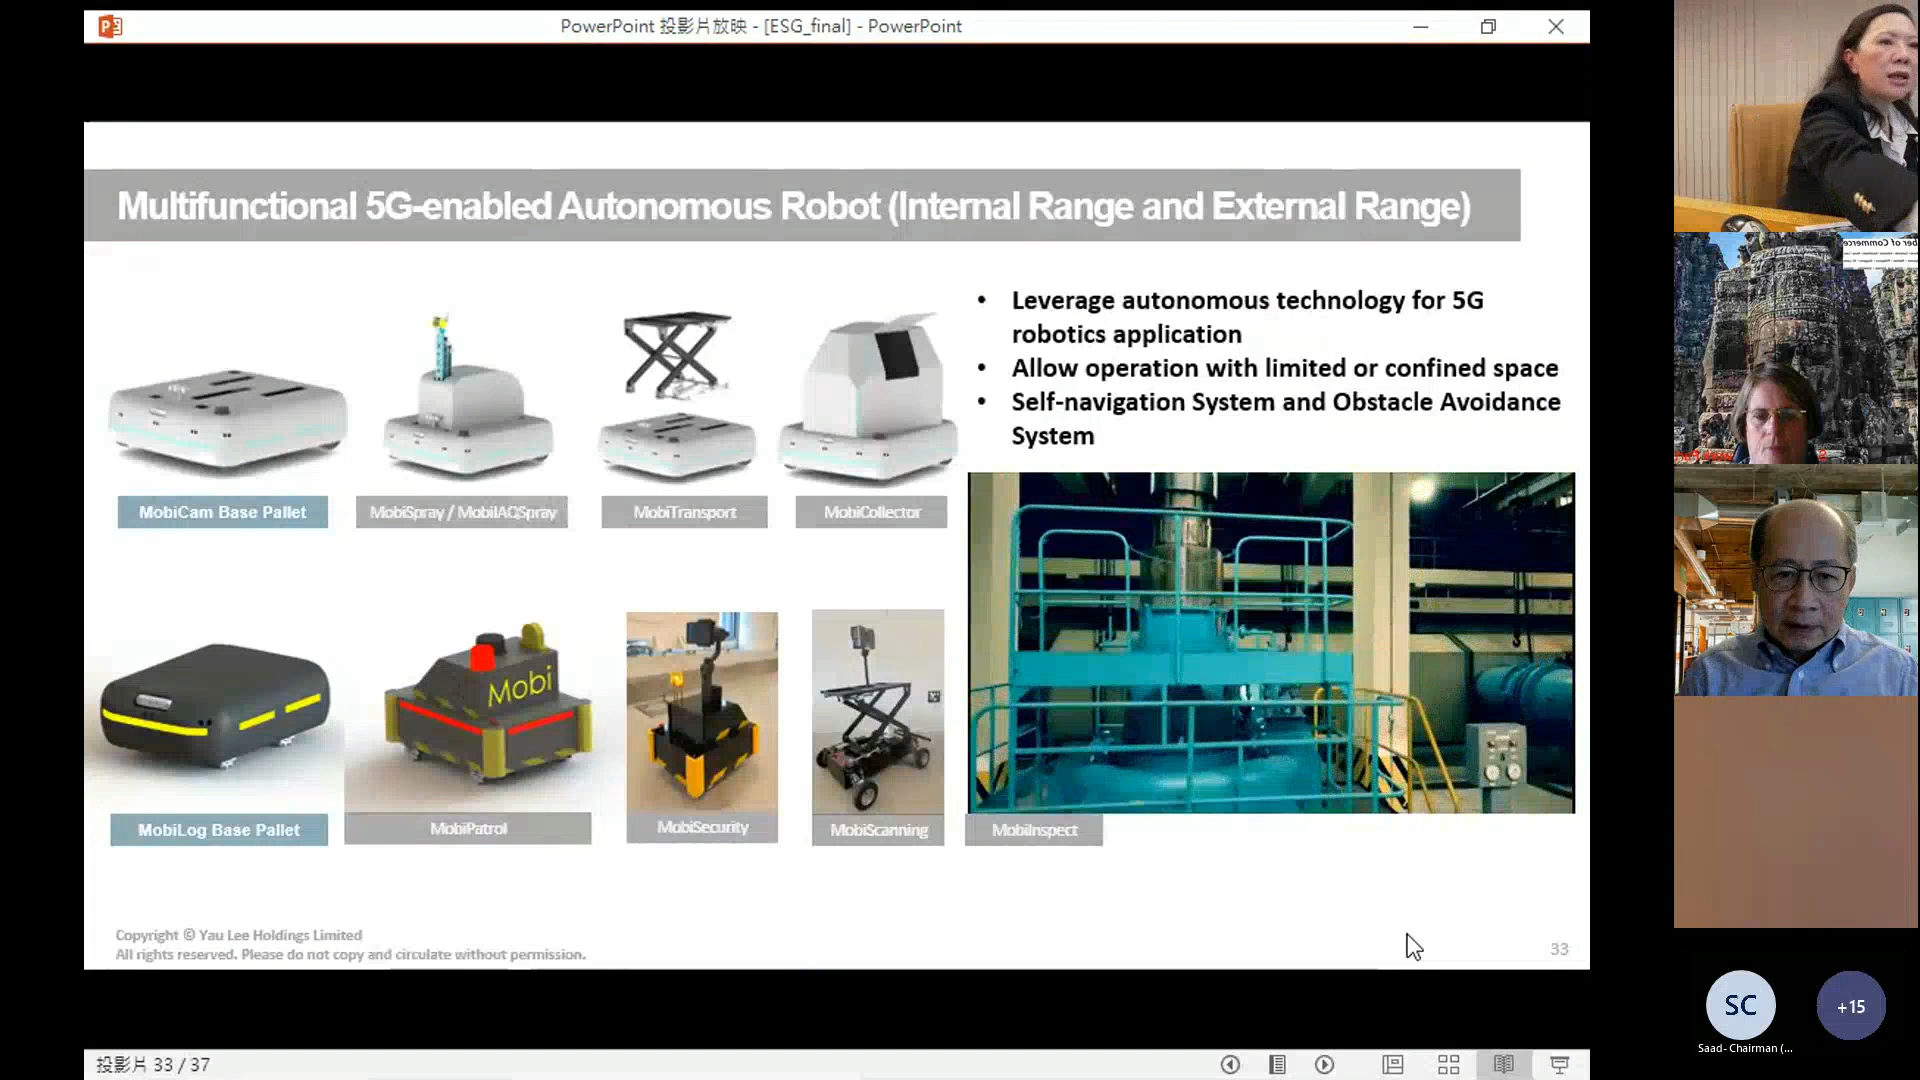 PowerPoint 投影片放映 - [ESG_final] - PowerPoint
Multifunctional 5G-enabled Autonomous Robot (Internal Range and External Range)
• Leverage autonomous technology for 5G
robotics application
• Allow operation with limited or confined space
• Self-navigation System and Obstacle Avoidance
System
MobiCam Base Pallet
MobiSpray / MobiIAQSpray
MobiTransport
MobiCollector
Mobi
MobiLog Base Pallet
MobiPatrol
MobiSecurity
MobiScanning
MobiInspect
Copyright © Yau Lee Holdings Limited
All rights reserved. Please do not copy and circulate without permission.
33
投影片 33 / 37
ber of Commerce
SC
+15
Saad- Chairman (...